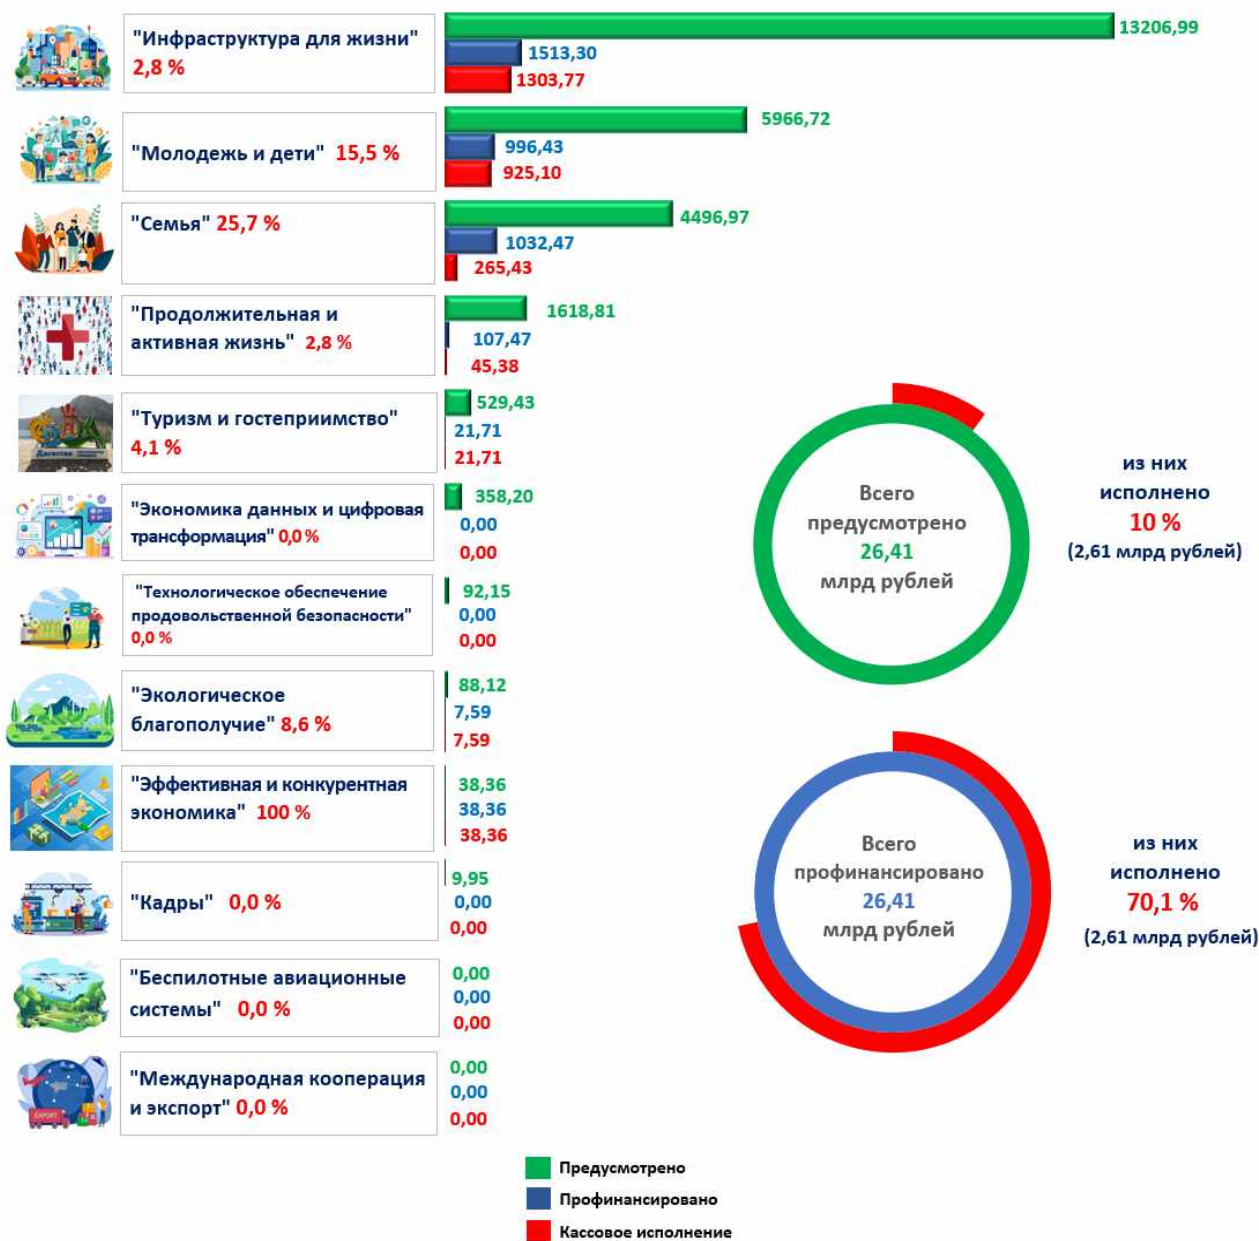 "Инфраструктура для жизни"
2,8 %
13206,99
1513,30
1303,77
"Молодежь и дети" 15,5 %
5966,72
996,43
925,10
"Семья" 25,7 %
4496,97
1032,47
265,43
"Продолжительная и
активная жизнь" 2,8 %
1618,81
107,47
45,38
Дагестан
"Туризм и гостеприимство"
4,1 %
529,43
21,71
21,71
"Экономика данных и цифровая
трансформация" 0,0 %
358,20
0,00
0,00
"Технологическое обеспечение
продовольственной безопасности"
0,0 %
92,15
0,00
0,00
"Экологическое
благополучие" 8,6 %
88,12
7,59
7,59
"Эффективная и конкурентная
экономика" 100 %
38,36
38,36
38,36
"Кадры" 0,0 %
9,95
0,00
0,00
"Беспилотные авиационные
системы" 0,0 %
0,00
0,00
0,00
EXPORT
"Международная кооперация
и экспорт" 0,0 %
0,00
0,00
0,00
Всего
предусмотрено
26,41
млрд рублей
из них
исполнено
10 %
(2,61 млрд рублей)
Всего
профинансировано
26,41
млрд рублей
из них
исполнено
70,1 %
(2,61 млрд рублей)
Предусмотрено
Профинансировано
Кассовое исполнение